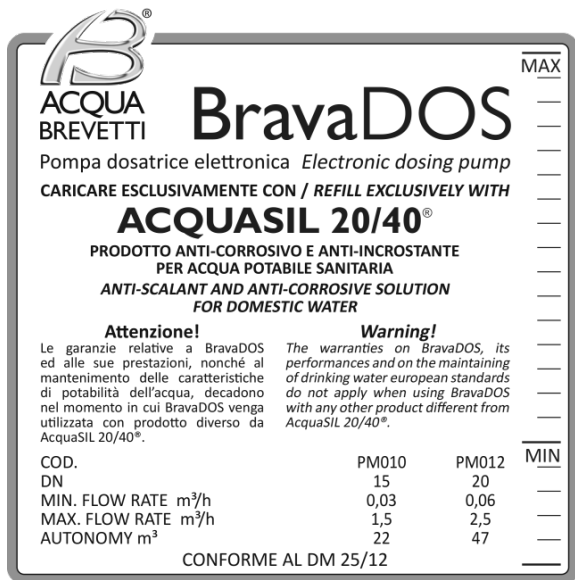 ®
ACQUA
BREVETTI
BravaDOS
MAX
Pompa dosatrice elettronica Electronic dosing pump
CARICARE ESCLUSIVAMENTE CON / REFILL EXCLUSIVELY WITH
ACQUASIL 20/40®
PRODOTTO ANTI-CORROSIVO E ANTI-INCROSTANTE
PER ACQUA POTABILE SANITARIA
ANTI-SCALANT AND ANTI-CORROSIVE SOLUTION
FOR DOMESTIC WATER
Attenzione!
Le garanzie relative a BravaDOS
ed alle sue prestazioni, nonché al
mantenimento delle caratteristiche
di potabilità dell'acqua, decadono
nel momento in cui BravaDOS venga
utilizzata con prodotto diverso da
AcquaSIL 20/40®.
Warning!
The warranties on BravaDOS, its
performances and on the maintaining
of drinking water european standards
do not apply when using BravaDOS
with any other product different from
AcquaSIL 20/40®.
MIN
COD. PM010 PM012
DN 15 20
MIN. FLOW RATE m³/h 0,03 0,06
MAX. FLOW RATE m³/h 1,5 2,5
AUTONOMY m³ 22 47
CONFORME AL DM 25/12